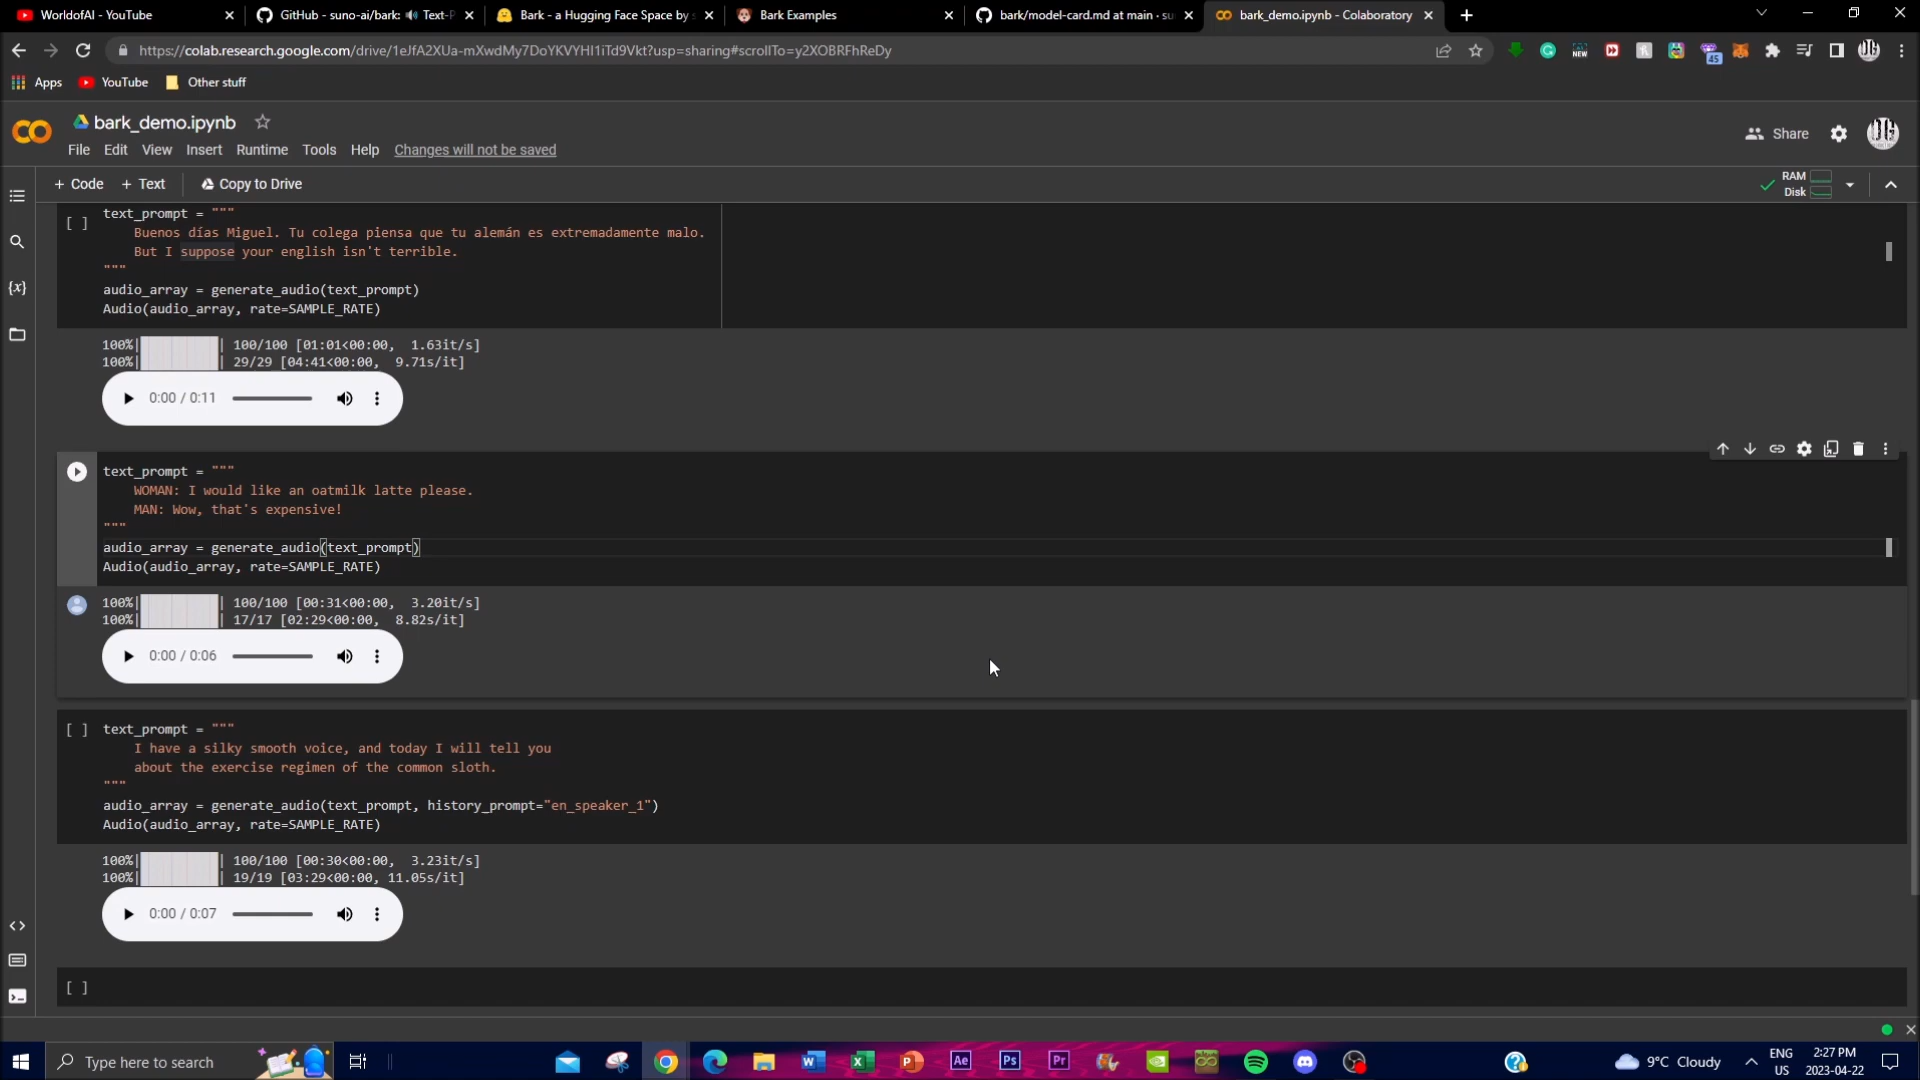 WorldofAI - YouTube
GitHub - suno-ai/bark: 🔊 Text-P
Bark - a Hugging Face Space by s
Bark Examples
bark/model-card.md at main · su
bark_demo.ipynb - Colaboratory
https://colab.research.google.com/drive/1eJfA2XUa-mXwdMy7DoYKVYHI1iTd9Vkt?usp=sharing#scrollTo=y2XOBRFhReDy
NEW
45
Apps
YouTube
Other stuff
bark_demo.ipynb
Share
File Edit View Insert Runtime Tools Help Changes will not be saved
+ Code + Text Copy to Drive
RAM
Disk
text_prompt = """
[ ]
Buenos días Miguel. Tu colega piensa que tu alemán es extremadamente malo.
But I suppose your english isn't terrible.
"""
audio_array = generate_audio(text_prompt)
Audio(audio_array, rate=SAMPLE_RATE)
100%| | 100/100 [01:01<00:00, 1.63it/s]
100%| | 29/29 [04:41<00:00, 9.71s/it]
0:00 / 0:11
text_prompt = """
WOMAN: I would like an oatmilk latte please.
MAN: Wow, that's expensive!
"""
audio_array = generate_audio(text_prompt)
Audio(audio_array, rate=SAMPLE_RATE)
100%| | 100/100 [00:31<00:00, 3.20it/s]
100%| | 17/17 [02:29<00:00, 8.82s/it]
0:00 / 0:06
[ ] text_prompt = """
I have a silky smooth voice, and today I will tell you
about the exercise regimen of the common sloth.
"""
audio_array = generate_audio(text_prompt, history_prompt="en_speaker_1")
Audio(audio_array, rate=SAMPLE_RATE)
100%| | 100/100 [00:30<00:00, 3.23it/s]
100%| | 19/19 [03:29<00:00, 11.05s/it]
0:00 / 0:07
[ ]
Type here to search
Ae
Ps
Pr
9°C Cloudy
ENG
US
2:27 PM
2023-04-22